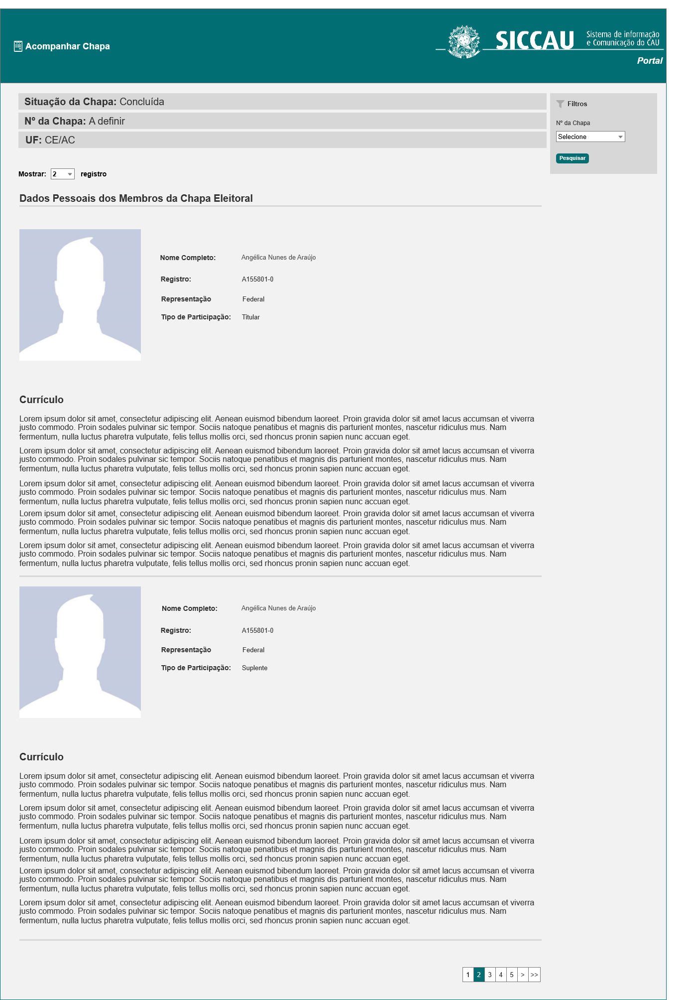 Acompanhar Chapa
SICCAU
Sistema de informação
e Comunicação do CAU
Portal
Situação da Chapa: Concluída
Nº da Chapa: A definir
UF: CE/AC
Filtros
Nº da Chapa
Selecione
Pesquisar
Mostrar: 2 registro
Dados Pessoais dos Membros da Chapa Eleitoral
Nome Completo: Angélica Nunes de Araújo
Registro: A155801-0
Representação Federal
Tipo de Participação: Titular
Currículo
Lorem ipsum dolor sit amet, consectetur adipiscing elit. Aenean euismod bibendum laoreet. Proin gravida dolor sit amet lacus accumsan et viverra
justo commodo. Proin sodales pulvinar sic tempor. Sociis natoque penatibus et magnis dis parturient montes, nascetur ridiculus mus. Nam
fermentum, nulla luctus pharetra vulputate, felis tellus mollis orci, sed rhoncus pronin sapien nunc accuan eget.
Lorem ipsum dolor sit amet, consectetur adipiscing elit. Aenean euismod bibendum laoreet. Proin gravida dolor sit amet lacus accumsan et viverra
justo commodo. Proin sodales pulvinar sic tempor. Sociis natoque penatibus et magnis dis parturient montes, nascetur ridiculus mus. Nam
fermentum, nulla luctus pharetra vulputate, felis tellus mollis orci, sed rhoncus pronin sapien nunc accuan eget.
Lorem ipsum dolor sit amet, consectetur adipiscing elit. Aenean euismod bibendum laoreet. Proin gravida dolor sit amet lacus accumsan et viverra
justo commodo. Proin sodales pulvinar sic tempor. Sociis natoque penatibus et magnis dis parturient montes, nascetur ridiculus mus. Nam
fermentum, nulla luctus pharetra vulputate, felis tellus mollis orci, sed rhoncus pronin sapien nunc accuan eget.
Lorem ipsum dolor sit amet, consectetur adipiscing elit. Aenean euismod bibendum laoreet. Proin gravida dolor sit amet lacus accumsan et viverra
justo commodo. Proin sodales pulvinar sic tempor. Sociis natoque penatibus et magnis dis parturient montes, nascetur ridiculus mus. Nam
fermentum, nulla luctus pharetra vulputate, felis tellus mollis orci, sed rhoncus pronin sapien nunc accuan eget.
Lorem ipsum dolor sit amet, consectetur adipiscing elit. Aenean euismod bibendum laoreet. Proin gravida dolor sit amet lacus accumsan et viverra
justo commodo. Proin sodales pulvinar sic tempor. Sociis natoque penatibus et magnis dis parturient montes, nascetur ridiculus mus. Nam
fermentum, nulla luctus pharetra vulputate, felis tellus mollis orci, sed rhoncus pronin sapien nunc accuan eget.
Nome Completo: Angélica Nunes de Araújo
Registro: A155801-0
Representação Federal
Tipo de Participação: Suplente
Currículo
Lorem ipsum dolor sit amet, consectetur adipiscing elit. Aenean euismod bibendum laoreet. Proin gravida dolor sit amet lacus accumsan et viverra
justo commodo. Proin sodales pulvinar sic tempor. Sociis natoque penatibus et magnis dis parturient montes, nascetur ridiculus mus. Nam
fermentum, nulla luctus pharetra vulputate, felis tellus mollis orci, sed rhoncus pronin sapien nunc accuan eget.
Lorem ipsum dolor sit amet, consectetur adipiscing elit. Aenean euismod bibendum laoreet. Proin gravida dolor sit amet lacus accumsan et viverra
justo commodo. Proin sodales pulvinar sic tempor. Sociis natoque penatibus et magnis dis parturient montes, nascetur ridiculus mus. Nam
fermentum, nulla luctus pharetra vulputate, felis tellus mollis orci, sed rhoncus pronin sapien nunc accuan eget.
Lorem ipsum dolor sit amet, consectetur adipiscing elit. Aenean euismod bibendum laoreet. Proin gravida dolor sit amet lacus accumsan et viverra
justo commodo. Proin sodales pulvinar sic tempor. Sociis natoque penatibus et magnis dis parturient montes, nascetur ridiculus mus. Nam
fermentum, nulla luctus pharetra vulputate, felis tellus mollis orci, sed rhoncus pronin sapien nunc accuan eget.
Lorem ipsum dolor sit amet, consectetur adipiscing elit. Aenean euismod bibendum laoreet. Proin gravida dolor sit amet lacus accumsan et viverra
justo commodo. Proin sodales pulvinar sic tempor. Sociis natoque penatibus et magnis dis parturient montes, nascetur ridiculus mus. Nam
fermentum, nulla luctus pharetra vulputate, felis tellus mollis orci, sed rhoncus pronin sapien nunc accuan eget.
Lorem ipsum dolor sit amet, consectetur adipiscing elit. Aenean euismod bibendum laoreet. Proin gravida dolor sit amet lacus accumsan et viverra
justo commodo. Proin sodales pulvinar sic tempor. Sociis natoque penatibus et magnis dis parturient montes, nascetur ridiculus mus. Nam
fermentum, nulla luctus pharetra vulputate, felis tellus mollis orci, sed rhoncus pronin sapien nunc accuan eget.
1 2 3 4 5 > >>